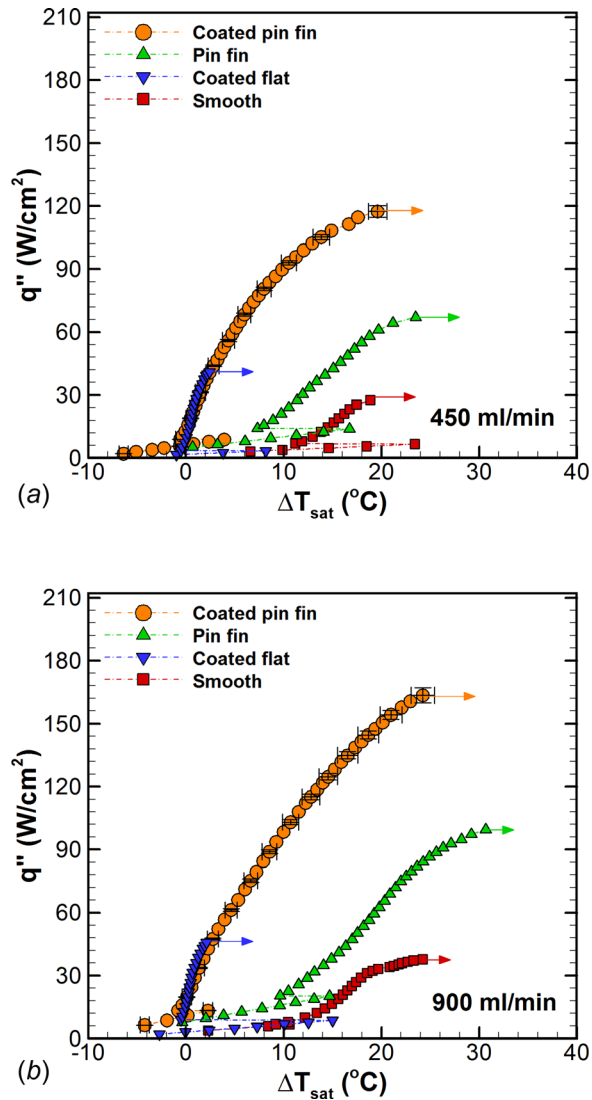 210
180
150
120
90
60
30
0
q" (W/cm²)
Coated pin fin
Pin fin
Coated flat
Smooth
450 ml/min
-10 0 10 20 30 40
ΔTsat (°C)
(a)
210
180
150
120
90
60
30
0
q" (W/cm²)
Coated pin fin
Pin fin
Coated flat
Smooth
900 ml/min
-10 0 10 20 30 40
ΔTsat (°C)
(b)